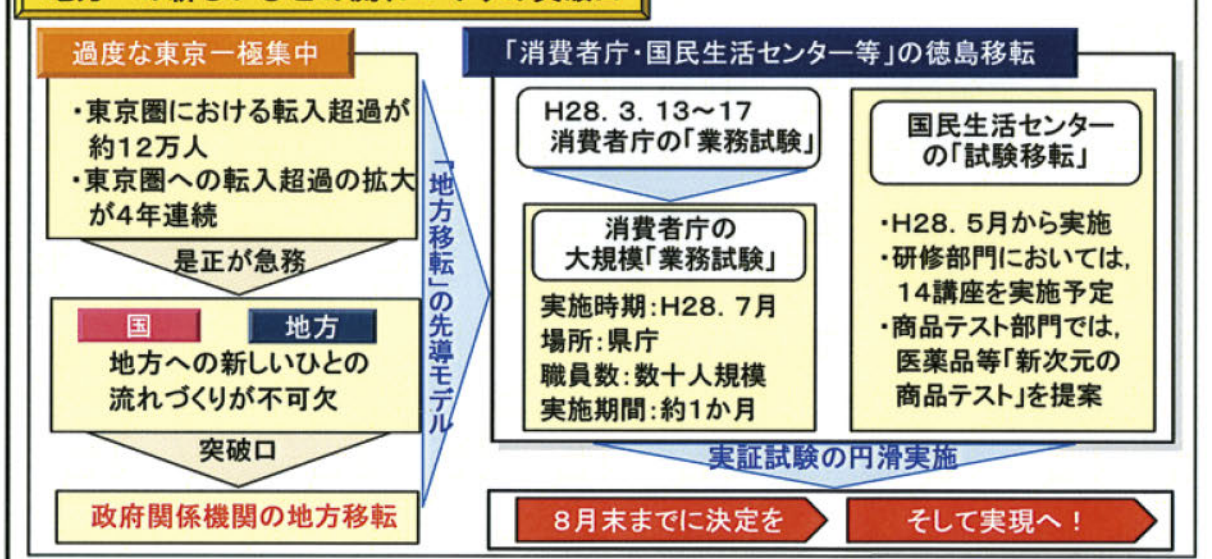 過度な東京一極集中
・東京圏における転入超過が
約12万人
・東京圏への転入超過の拡大
が4年連続
是正が急務
国 地方
地方への新しいひとの
流れづくりが不可欠
突破口
政府関係機関の地方移転
「地方移転」の先導モデル
「消費者庁・国民生活センター等」の徳島移転
H28. 3. 13～17
消費者庁の「業務試験」
消費者庁の
大規模「業務試験」
実施時期:H28. 7月
場所:県庁
職員数:数十人規模
実施期間:約1か月
国民生活センター
の「試験移転」
・H28. 5月から実施
・研修部門においては,
14講座を実施予定
・商品テスト部門では,
医薬品等「新次元の
商品テスト」を提案
実証試験の円滑実施
8月末までに決定を
そして実現へ！